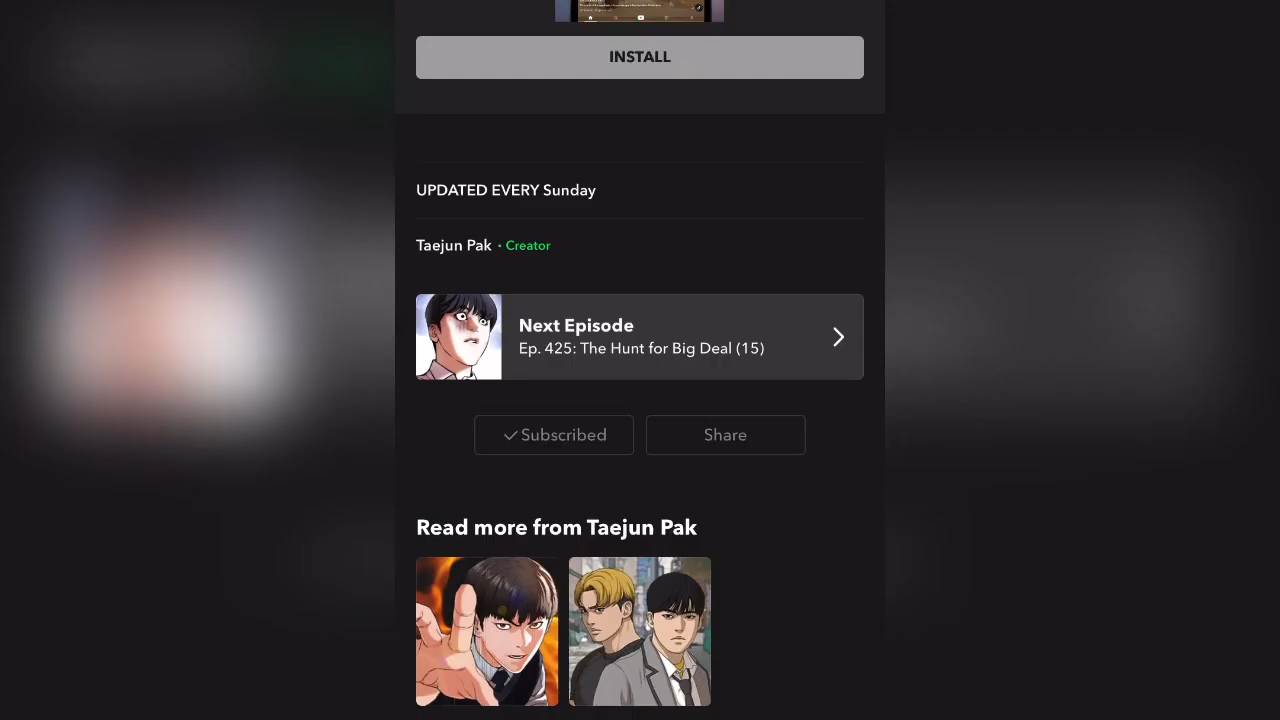 INSTALL
UPDATED EVERY Sunday
Taejun Pak • Creator
Next Episode
Ep. 425: The Hunt for Big Deal (15)
Subscribed
Share
Read more from Taejun Pak